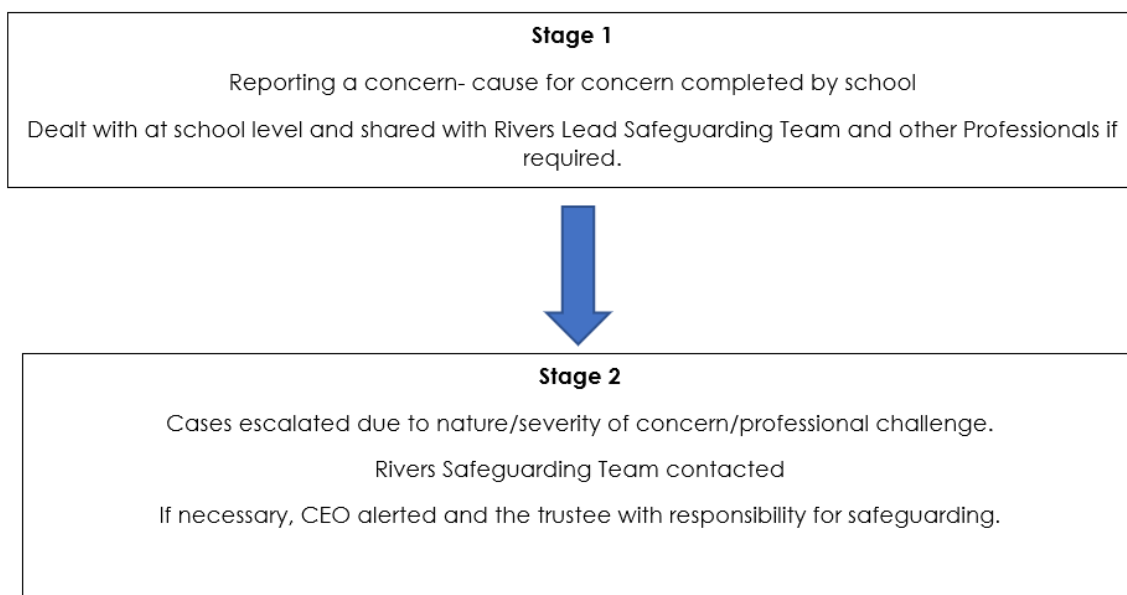 Stage 1
Reporting a concern- cause for concern completed by school
Dealt with at school level and shared with Rivers Lead Safeguarding Team and other Professionals if
required.
Stage 2
Cases escalated due to nature/severity of concern/professional challenge.
Rivers Safeguarding Team contacted
If necessary, CEO alerted and the trustee with responsibility for safeguarding.